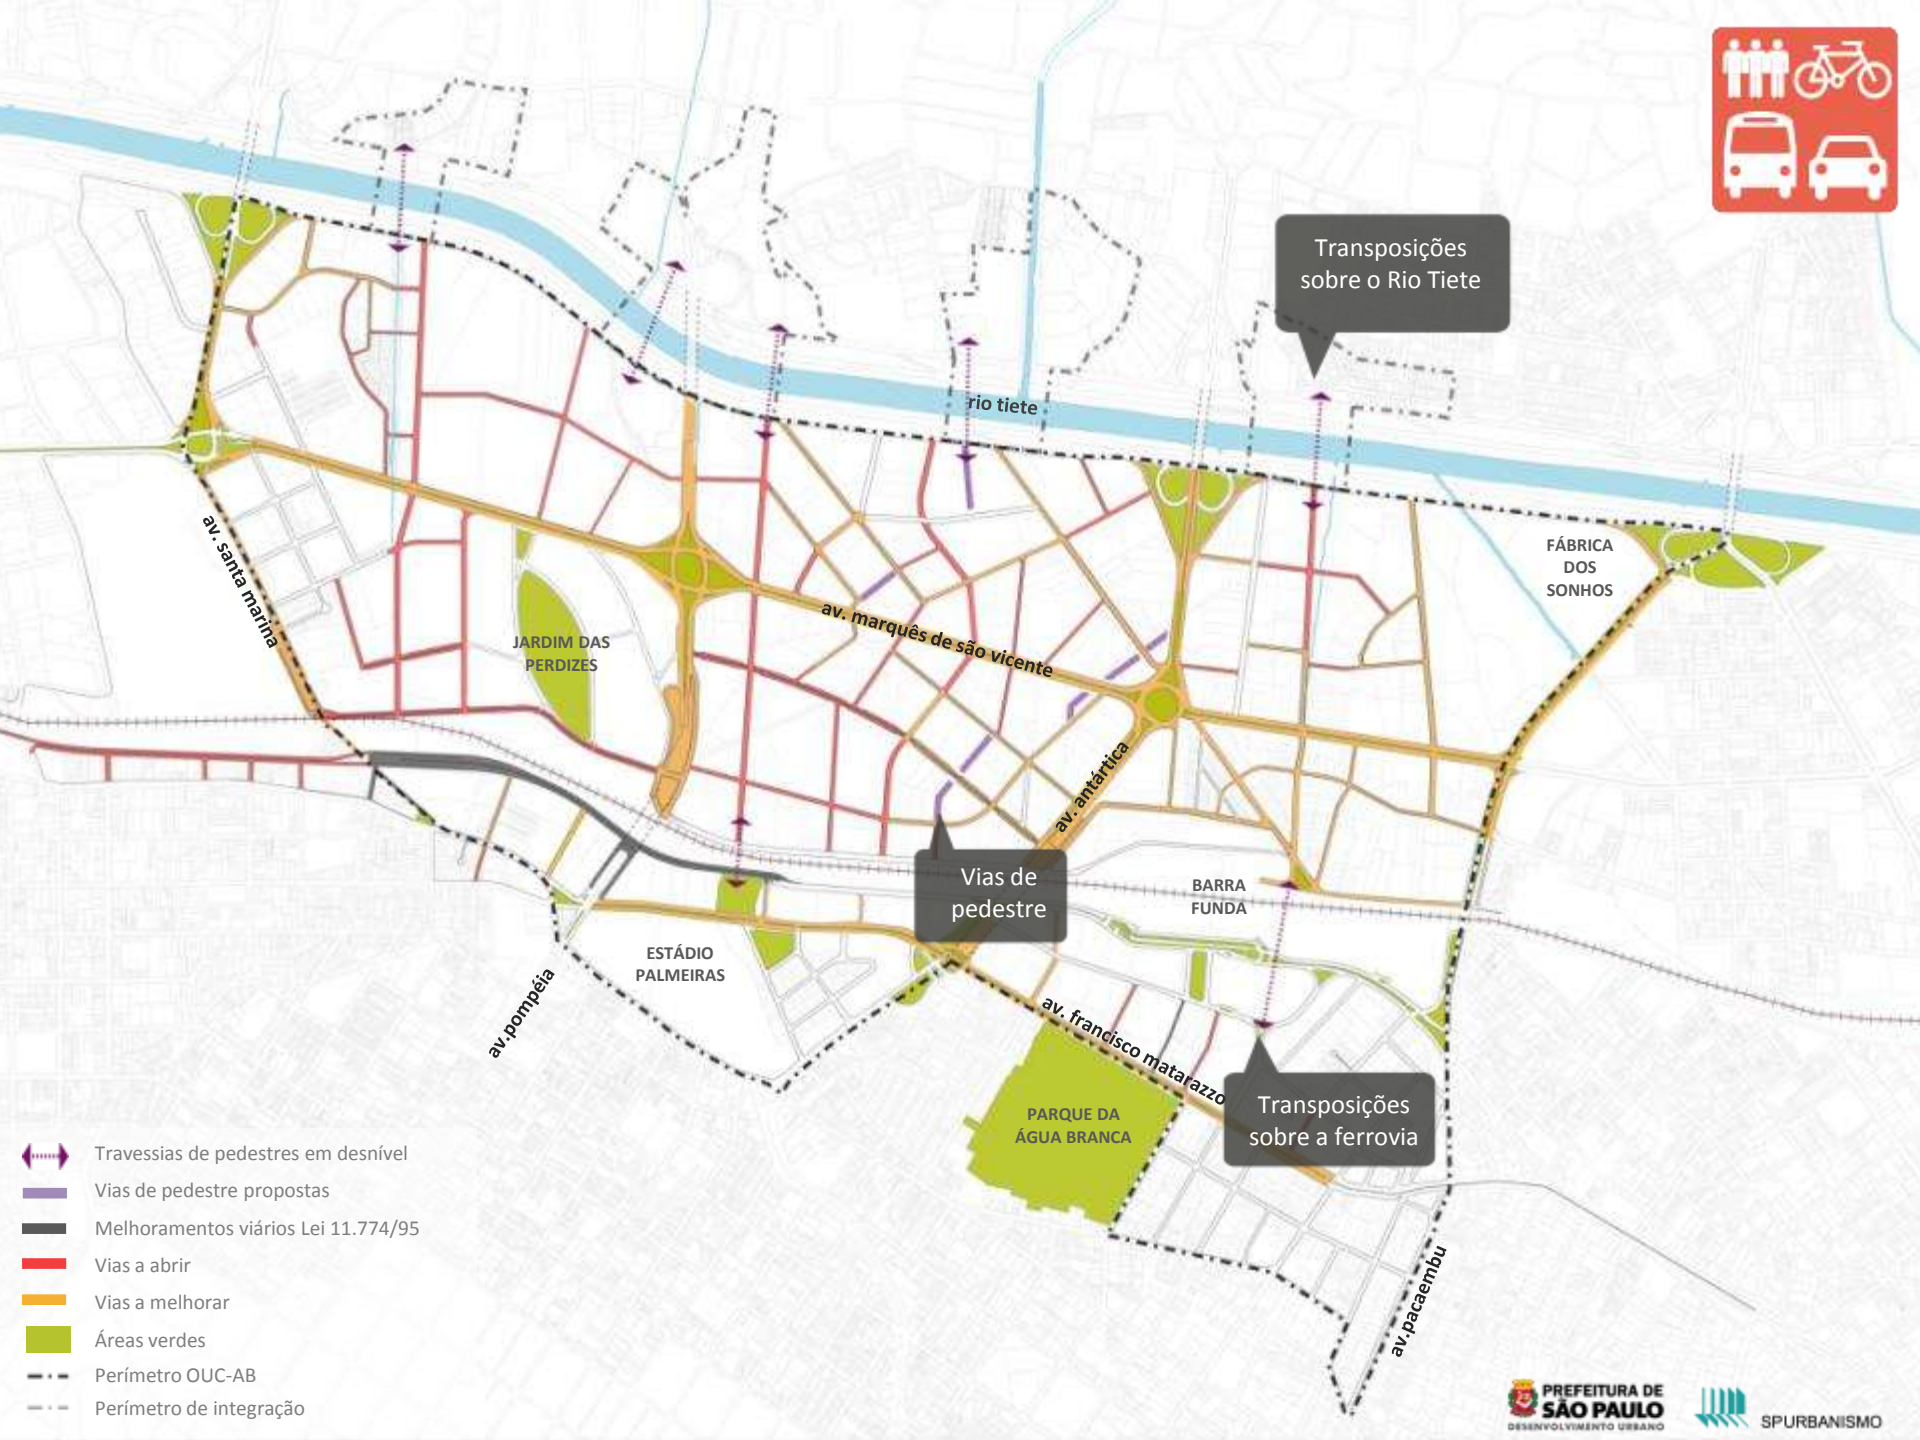 Transposições
sobre o Rio Tiete
rio tiete
FÁBRICA
DOS
SONHOS
av. santa marina
JARDIM DAS
PERDIZES
av. marquês de são vicente
av. antártica
Vias de
pedestre
BARRA
FUNDA
ESTÁDIO
PALMEIRAS
av.pompéia
av. francisco matarazzo
PARQUE DA
ÁGUA BRANCA
Transposições
sobre a ferrovia
av.pacaembu
Travessias de pedestres em desnível
Vias de pedestre propostas
Melhoramentos viários Lei 11.774/95
Vias a abrir
Vias a melhorar
Áreas verdes
Perímetro OUC-AB
Perímetro de integração
PREFEITURA DE
SÃO PAULO
DESENVOLVIMENTO URBANO
SPURBANISMO